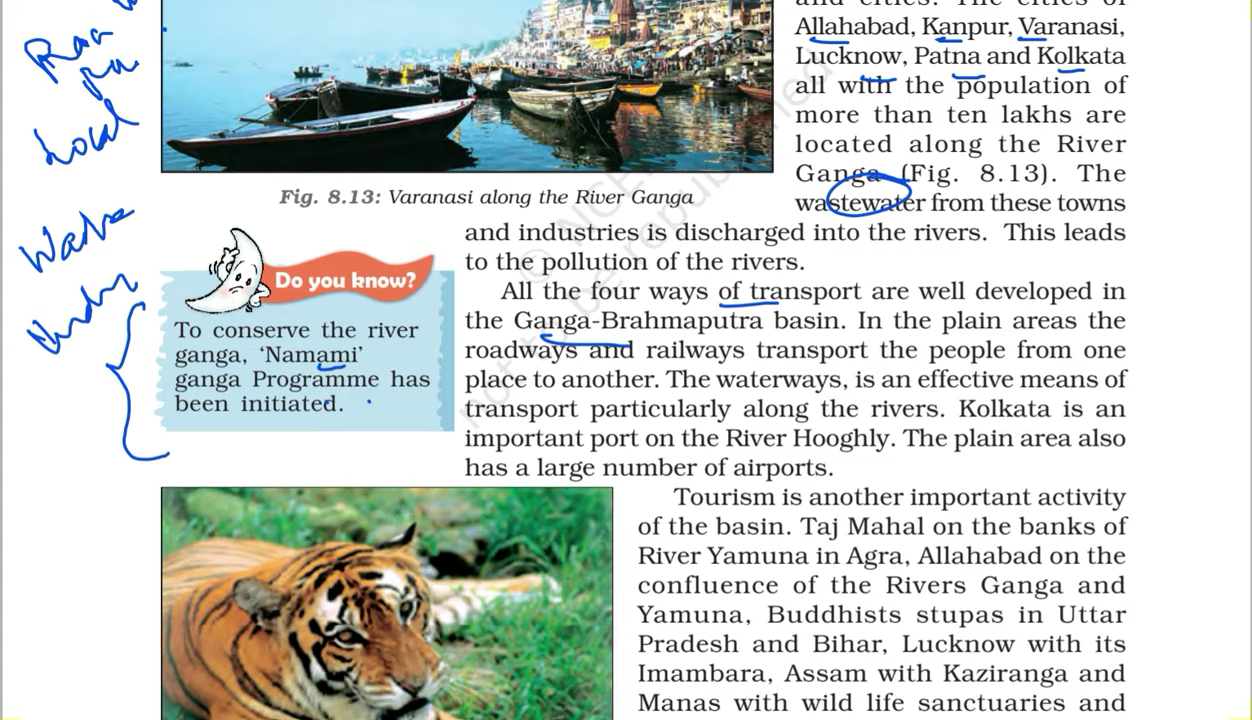 and cities. The cities of
Allahabad, Kanpur, Varanasi,
Lucknow, Patna and Kolkata
all with the population of
more than ten lakhs are
located along the River
Ganga (Fig. 8.13). The
wastewater from these towns
and industries is discharged into the rivers. This leads
to the pollution of the rivers.
Fig. 8.13: Varanasi along the River Ganga
Local
Do you know?
To conserve the river
ganga, ‘Namami’
ganga Programme has
been initiated.
All the four ways of transport are well developed in
the Ganga-Brahmaputra basin. In the plain areas the
roadways and railways transport the people from one
place to another. The waterways, is an effective means of
transport particularly along the rivers. Kolkata is an
important port on the River Hooghly. The plain area also
has a large number of airports.
Tourism is another important activity
of the basin. Taj Mahal on the banks of
River Yamuna in Agra, Allahabad on the
confluence of the Rivers Ganga and
Yamuna, Buddhists stupas in Uttar
Pradesh and Bihar, Lucknow with its
Imambara, Assam with Kaziranga and
Manas with wild life sanctuaries and